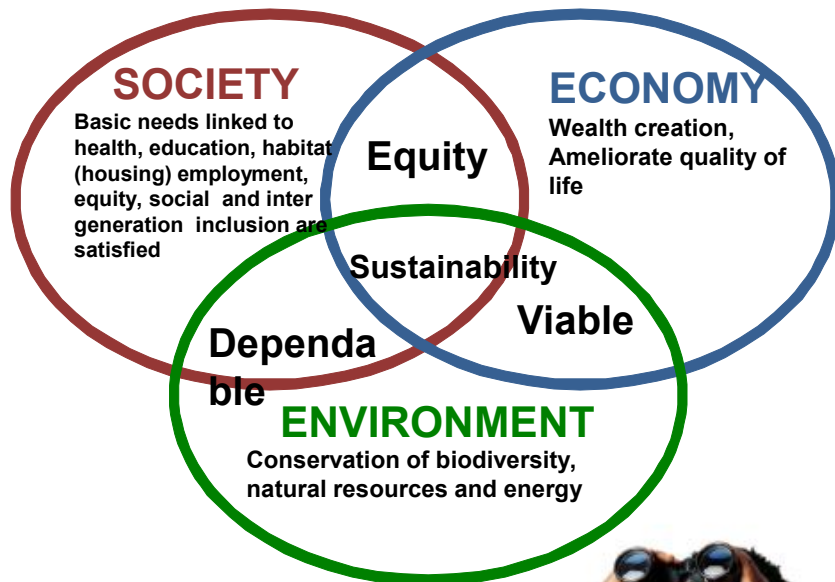 SOCIETY
Basic needs linked to
health, education, habitat
(housing) employment,
equity, social and inter
generation inclusion are
satisfied
Equity
ECONOMY
Wealth creation,
Ameliorate quality of
life
Sustainability
Viable
Dependa
ble
ENVIRONMENT
Conservation of biodiversity,
natural resources and energy